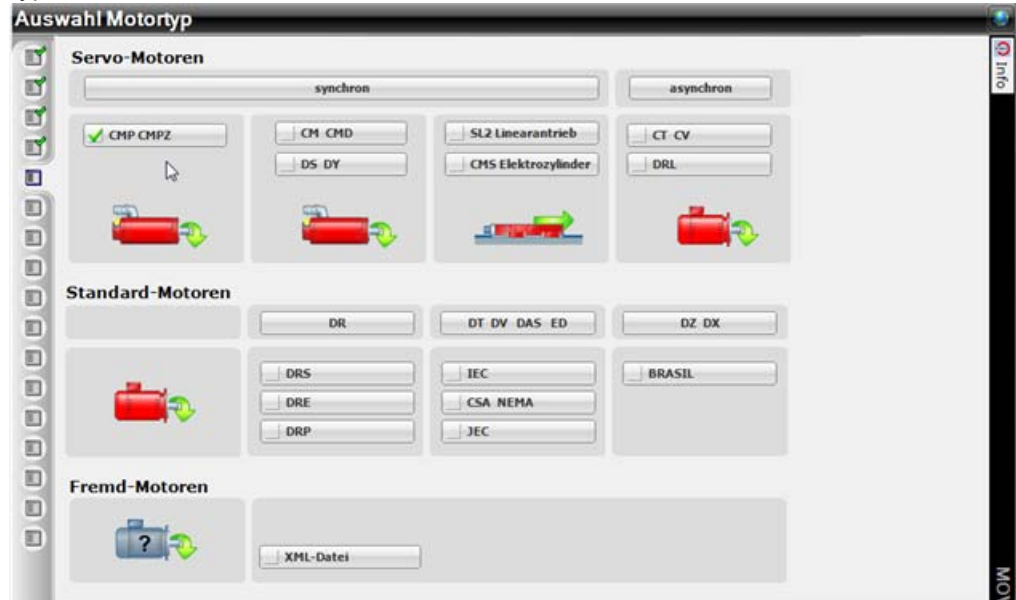 Auswahl Motortyp
Info
Servo-Motoren
synchron
asynchron
CMP CMPZ
CM CMD
SL2 Linearantrieb
CT CV
DS DY
CMS Elektrozylinder
DRL
Standard-Motoren
DR
DT DV DAS ED
DZ DX
DRS
IEC
BRASIL
DRE
CSA NEMA
DRP
JEC
Fremd-Motoren
?
XML-Datei